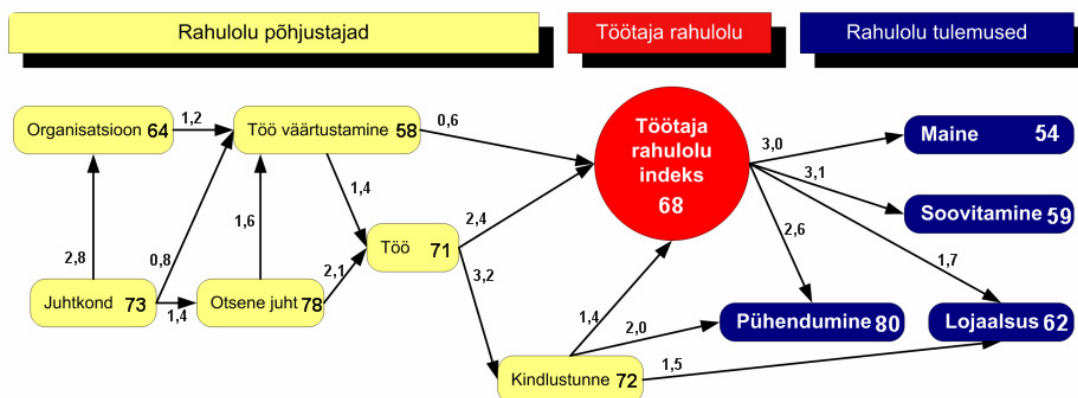 Rahulolu põhjustajad
Töötaja rahulolu
Rahulolu tulemused
Organisatsioon 64
1,2
Töö väärtustamine 58
0,6
Töötaja
rahulolu
indeks
68
3,0
Maine 54
3,1
Soovitamine 59
1,4
1,6
2,4
2,6
Töö 71
2,8
0,8
2,1
3,2
1,7
Juhtkond 73
1,4
Otsene juht 78
1,4
2,0
Pühendumine 80
Lojaalsus 62
Kindlustunne 72
1,5